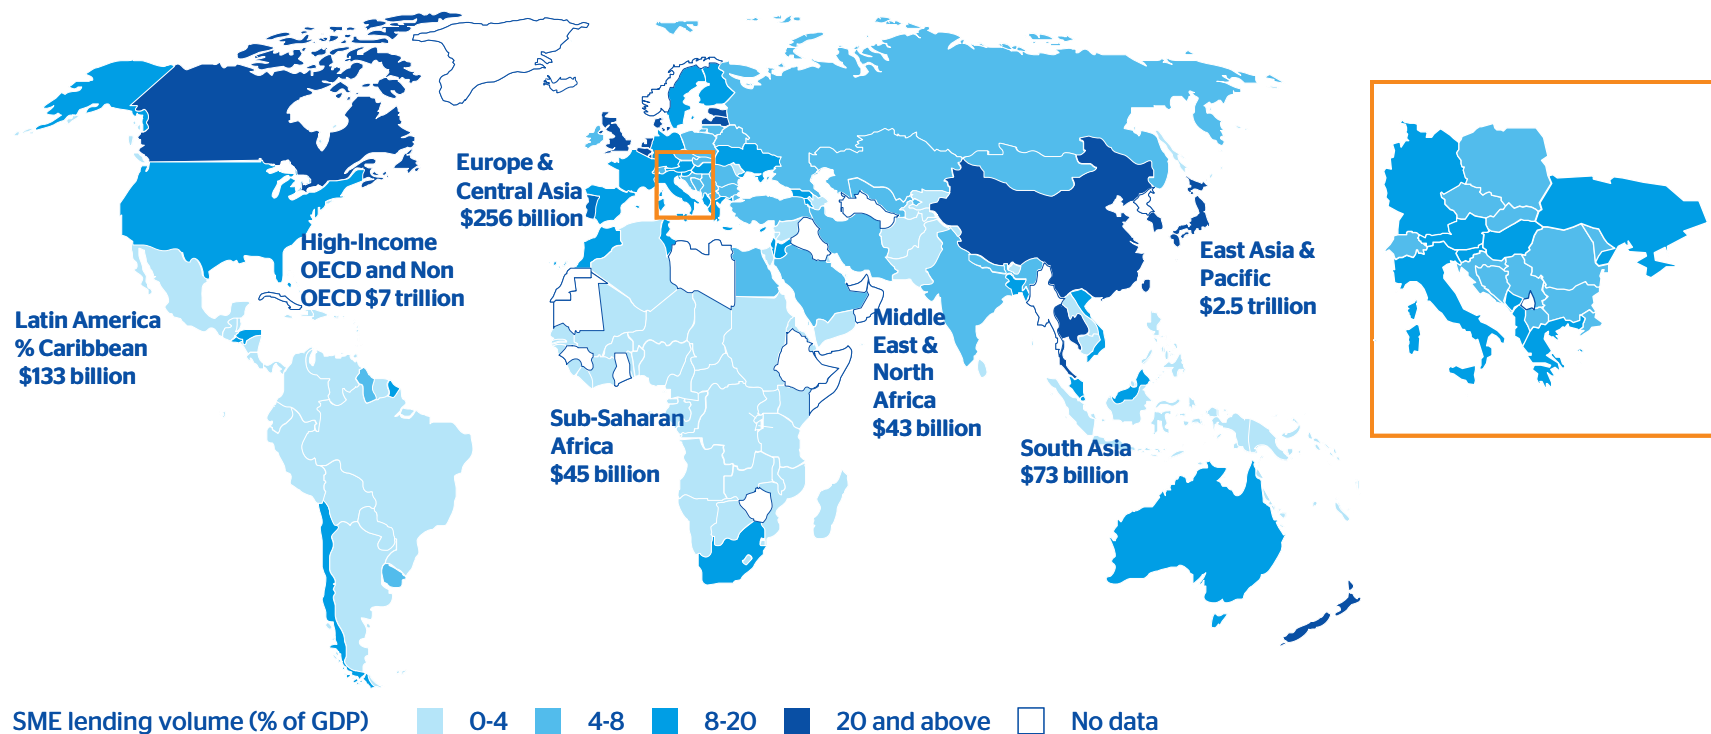 Europe &
Central Asia
$256 billion
High-Income
OECD and Non
OECD $7 trillion
East Asia &
Pacific
$2.5 trillion
Latin America
% Caribbean
$133 billion
Middle
East &
North
Africa
$43 billion
Sub-Saharan
Africa
$45 billion
South Asia
$73 billion
SME lending volume (% of GDP) 0-4 4-8 8-20 20 and above No data